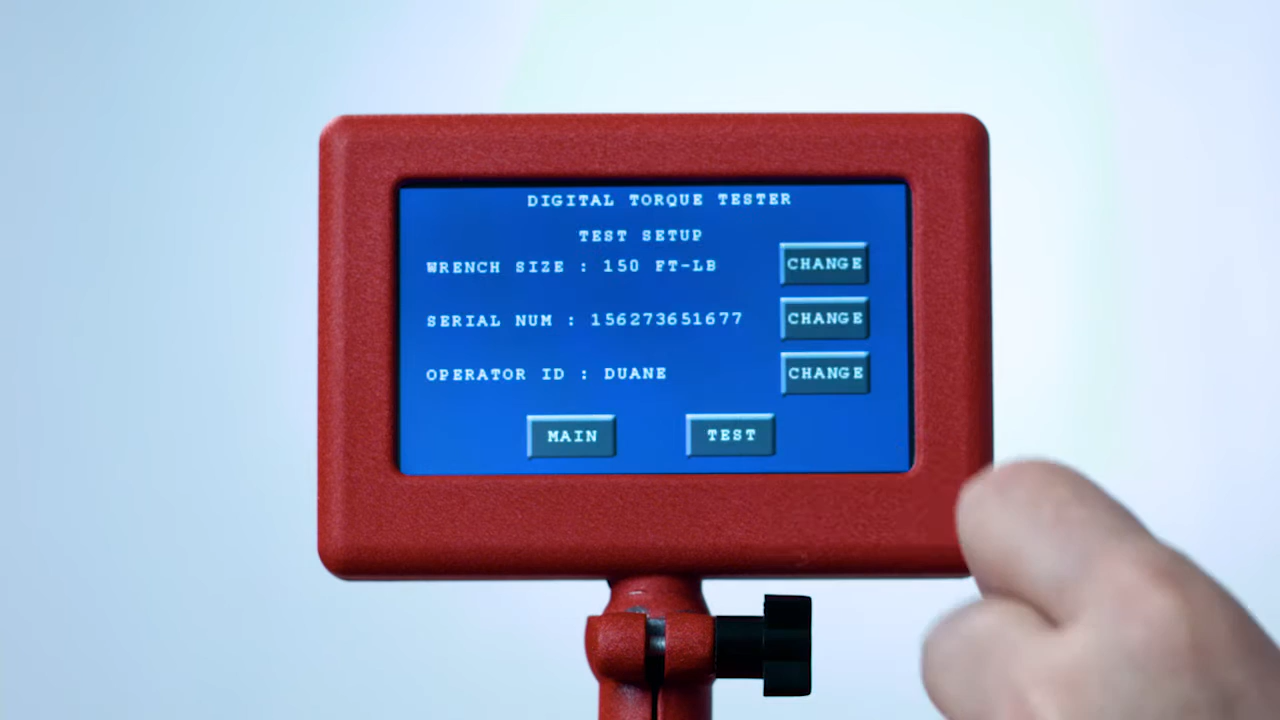 DIGITAL TORQUE TESTER
TEST SETUP
WRENCH SIZE : 150 FT-LB CHANGE
SERIAL NUM : 156273651677 CHANGE
OPERATOR ID : DUANE CHANGE
MAIN TEST